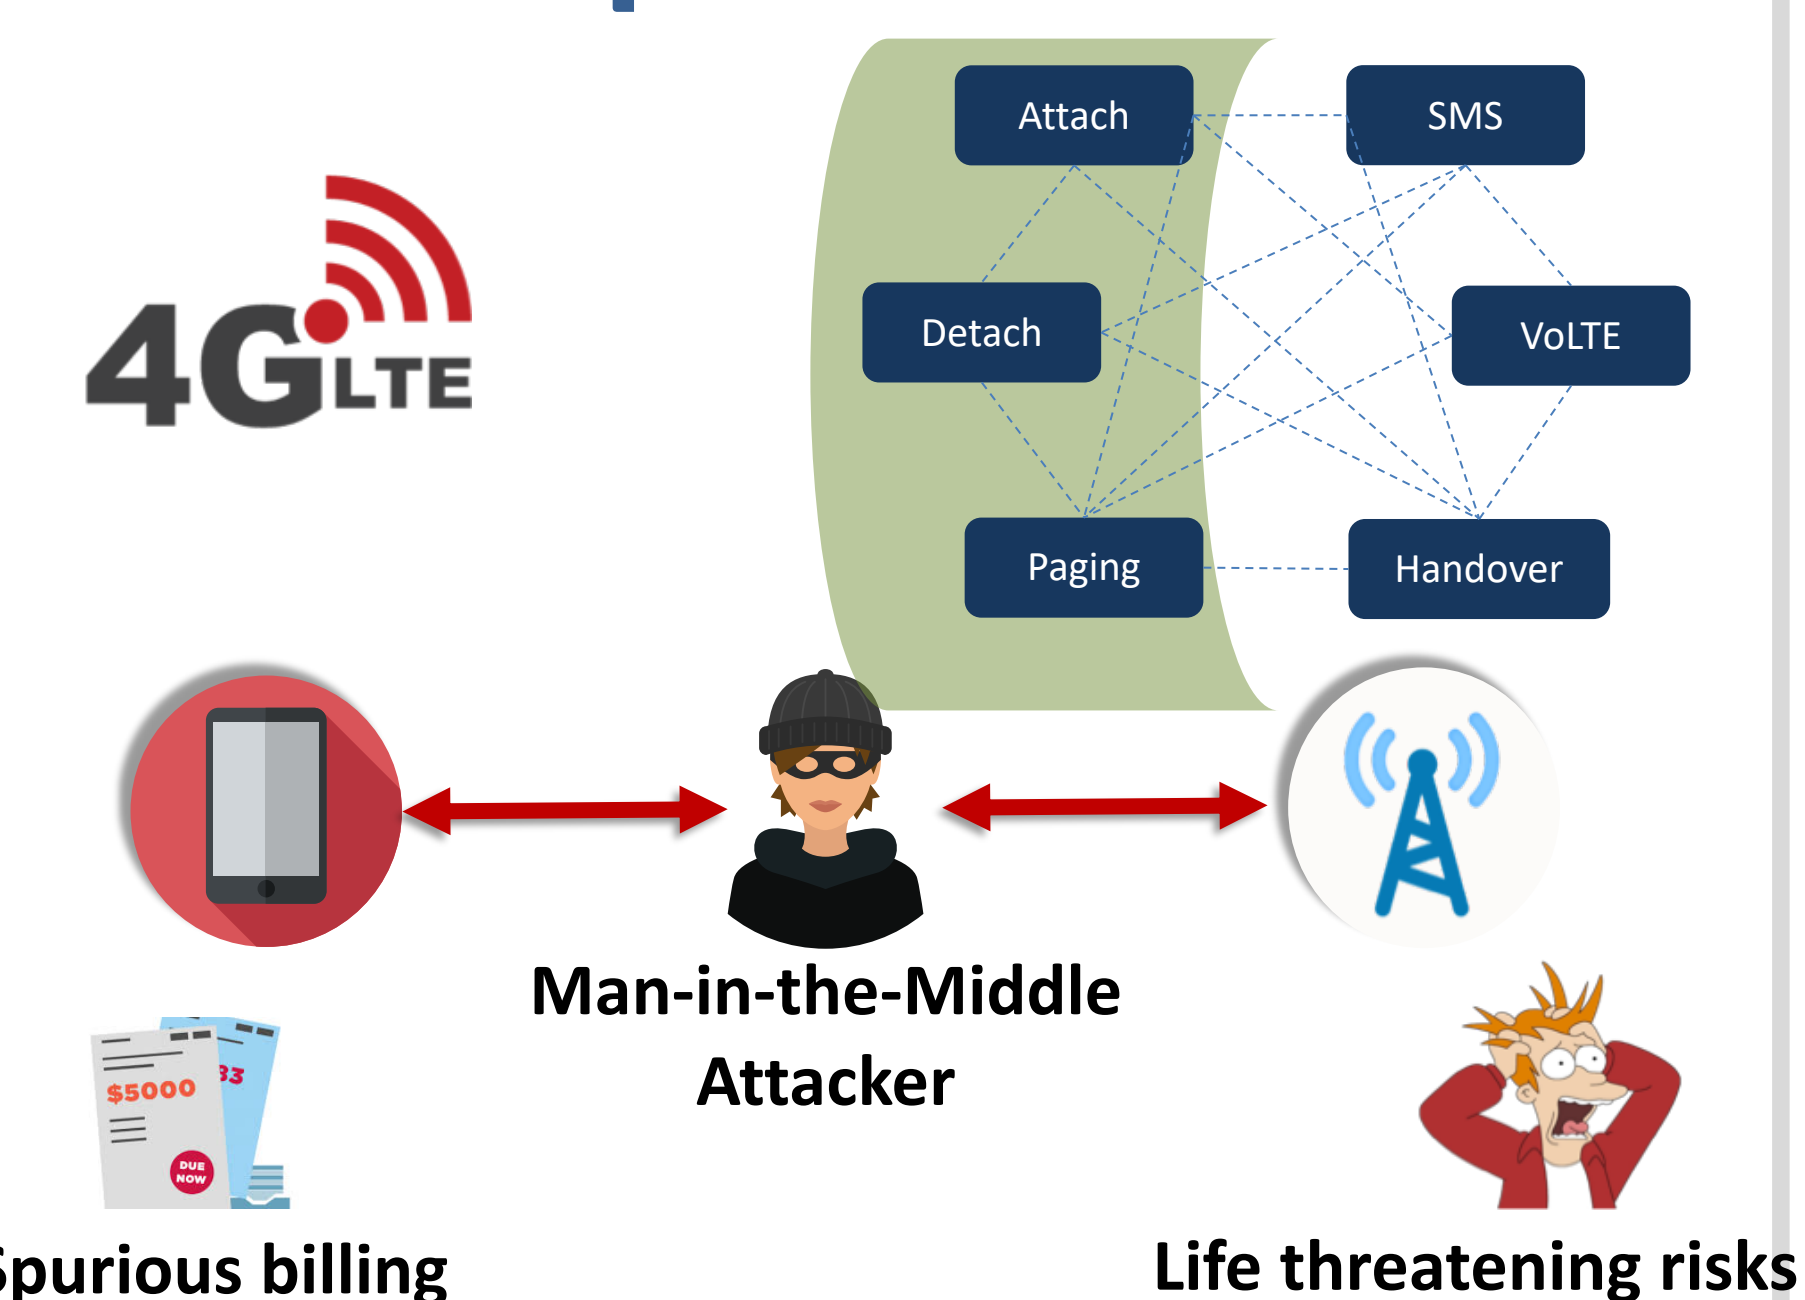 Attach
SMS
4G LTE
Detach
VoLTE
Paging
Handover
Man-in-the-Middle
Attacker
$5000
33
DUE
NOW
Spurious billing
Life threatening risks